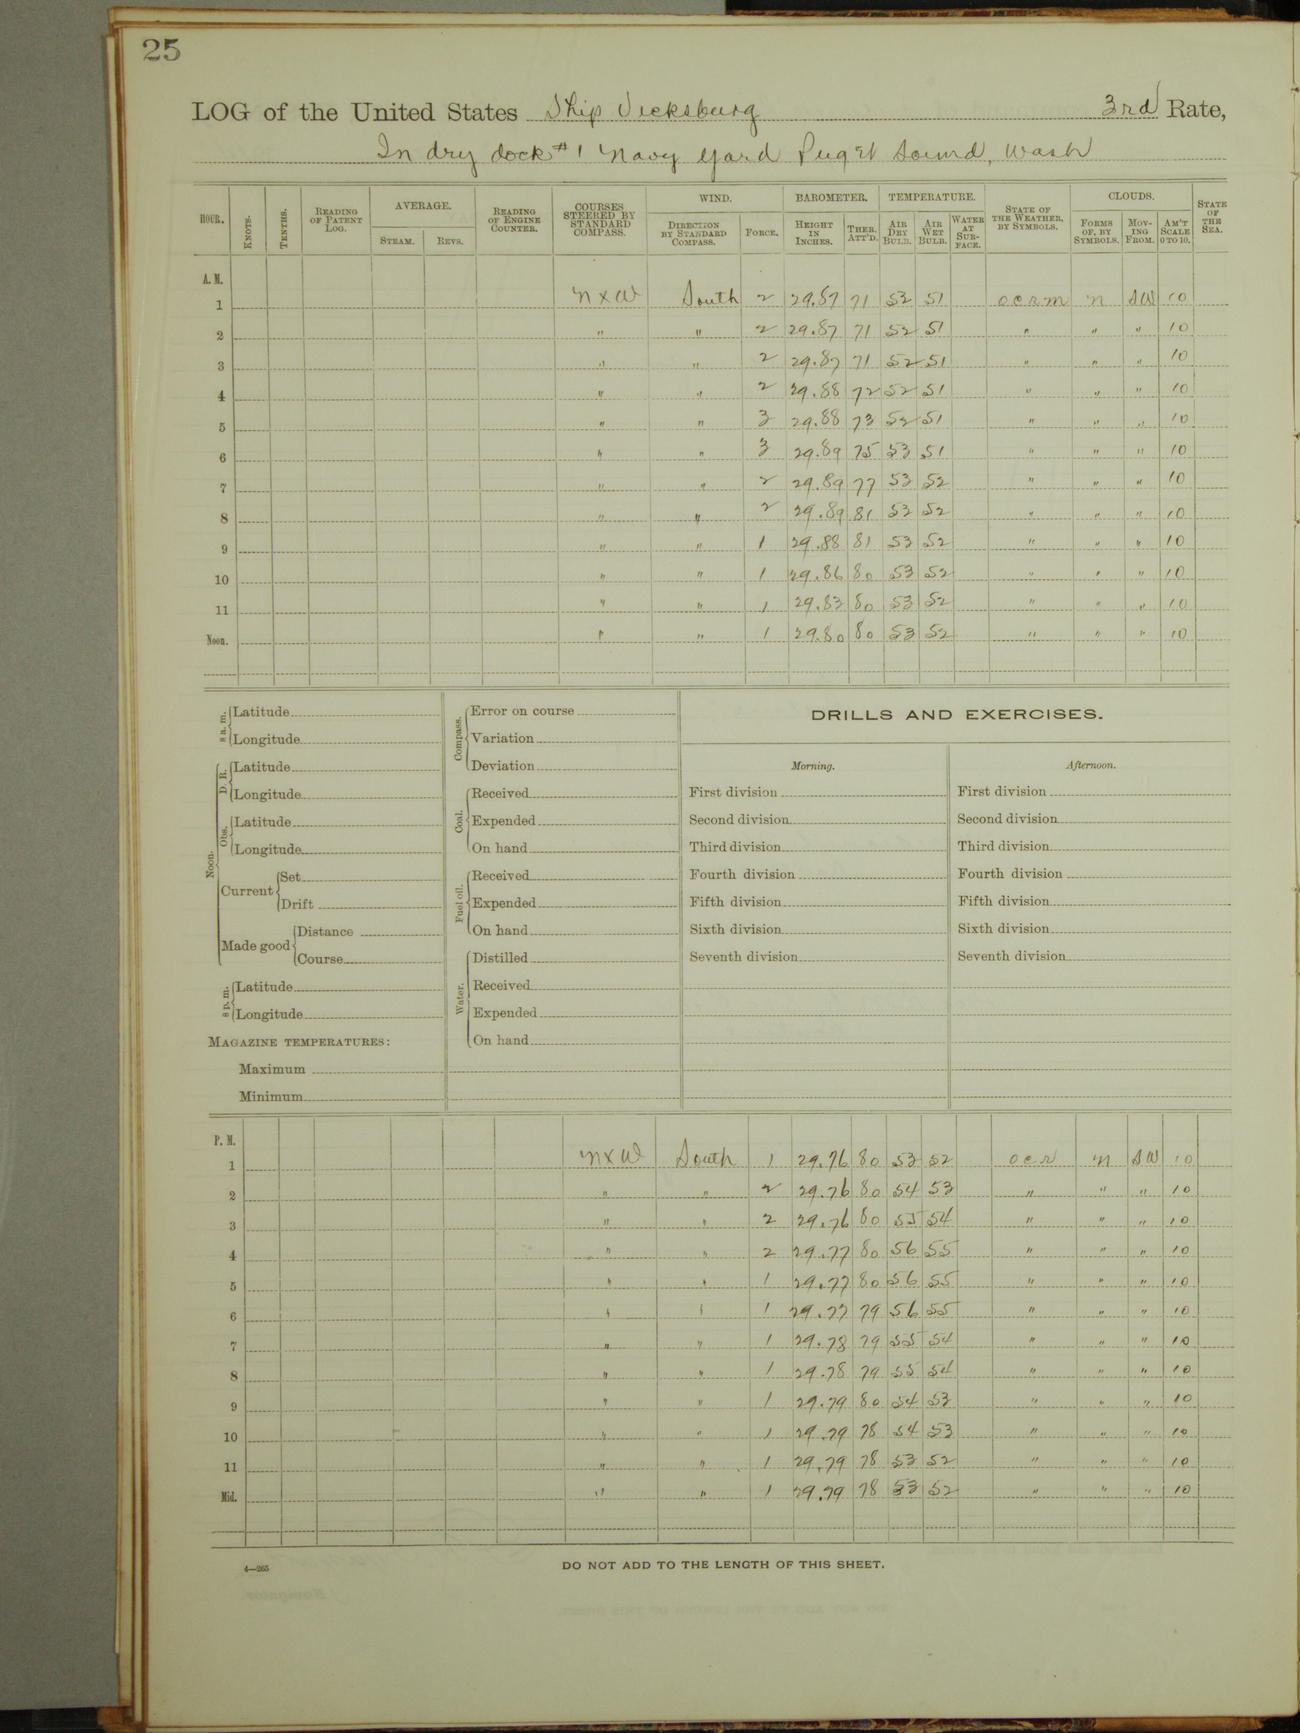 25
LOG of the United States Ship Vicksburg 3rd Rate,
In dry dock #1 Navy Yard Puget Sound, Wash
HOUR. KNOTS. TENTHS. READING OF PATENT LOG. AVERAGE. STEAM. REVS. READING OF ENGINE COUNTER. COURSES STEERED BY STANDARD COMPASS. WIND. DIRECTION BY STANDARD COMPASS. FORCE. BAROMETER. HEIGHT IN INCHES. THER. ATT'D. TEMPERATURE. AIR DRY BULB. AIR WET BULB. WATER AT SURFACE. STATE OF THE WEATHER, BY SYMBOLS. CLOUDS. FORMS OF, BY SYMBOLS. MOVING FROM. AM'T SCALE 0 TO 10. STATE OF THE SEA.
A. M.
1 N x W South 2 29.87 71 52 51 o c r m N SW 10
2 " " 2 29.87 71 52 51 " " " 10
3 " " 2 29.87 71 52 51 " " " 10
4 " " 2 29.88 72 52 51 " " " 10
5 " " 3 29.88 73 52 51 " " " 10
6 " " 3 29.89 75 53 51 " " " 10
7 " " 2 29.89 77 53 52 " " " 10
8 " " 2 29.89 81 53 52 " " " 10
9 " " 1 29.88 81 53 52 " " " 10
10 " " 1 29.86 80 53 52 " " " 10
11 " " 1 29.83 80 53 52 " " " 10
Noon. " " 1 29.80 80 53 52 " " " 10
8 a. m. Latitude
Longitude
Noon. D. R. Latitude
Longitude
Obs. Latitude
Longitude
Current Set
Drift
Made good Distance
Course
8 p. m. Latitude
Longitude
MAGAZINE TEMPERATURES:
Maximum
Minimum
Compass. Error on course
Variation
Deviation
Coal. Received
Expended
On hand
Fuel oil. Received
Expended
On hand
Water. Distilled
Received
Expended
On hand
DRILLS AND EXERCISES.
Morning. Afternoon.
First division First division
Second division Second division
Third division Third division
Fourth division Fourth division
Fifth division Fifth division
Sixth division Sixth division
Seventh division Seventh division
P. M.
1 N x W South 1 29.76 80 53 52 o c r N SW 10
2 " " 2 29.76 80 54 53 " " " 10
3 " " 2 29.76 80 55 54 " " " 10
4 " " 2 29.77 80 56 55 " " " 10
5 " " 1 29.77 80 56 55 " " " 10
6 " " 1 29.77 79 56 55 " " " 10
7 " " 1 29.78 79 55 54 " " " 10
8 " " 1 29.78 79 55 54 " " " 10
9 " " 1 29.79 80 54 53 " " " 10
10 " " 1 29.79 78 54 53 " " " 10
11 " " 1 29.79 78 53 52 " " " 10
Mid. " " 1 29.79 78 53 52 " " " 10
4—265
DO NOT ADD TO THE LENGTH OF THIS SHEET.